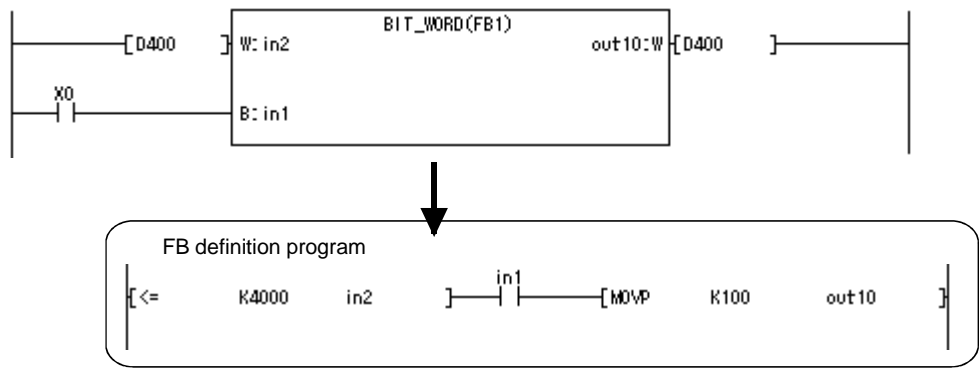 BIT_WORD(FB1)
[D400 ] W:in2 out10:W [D400 ]
X0
B:in1
FB definition program
in1
[<= K4000 in2 ] [MOVP K100 out10 ]